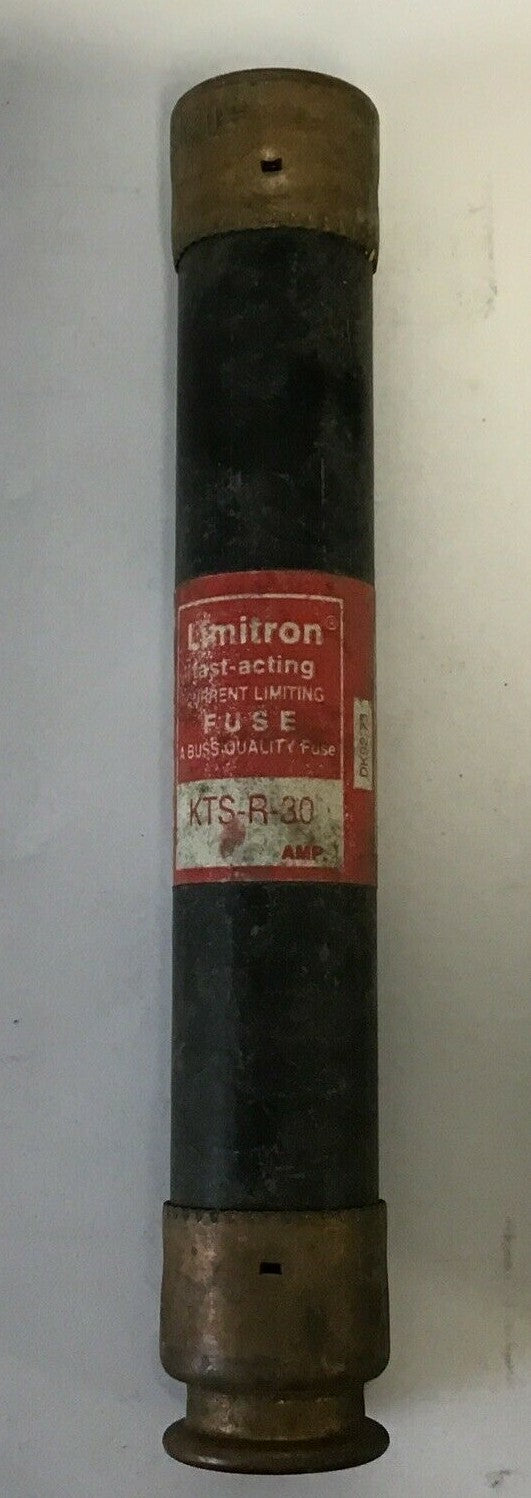 Limitron®
fast-acting
CURRENT LIMITING
FUSE
A BUSS QUALITY Fuse
KTS-R-30
AMP.